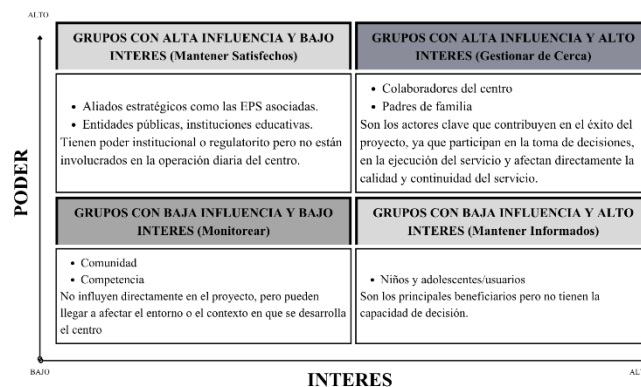 ALTO
GRUPOS CON ALTA INFLUENCIA Y BAJO
INTERES (Mantener Satisfechos)
• Aliados estratégicos como las EPS asociadas.
• Entidades públicas, instituciones educativas.
Tienen poder institucional o regulatorito pero no están
involucrados en la operación diaria del centro.
GRUPOS CON ALTA INFLUENCIA Y ALTO
INTERES (Gestionar de Cerca)
• Colaboradores del centro
• Padres de familia
Son los actores clave que contribuyen en el éxito del
proyecto, ya que participan en la toma de decisiones,
en la ejecución del servicio y afectan directamente la
calidad y continuidad del servicio.
PODER
GRUPOS CON BAJA INFLUENCIA Y BAJO
INTERES (Monitorear)
• Comunidad
• Competencia
No influyen directamente en el proyecto, pero pueden
llegar a afectar el entorno o el contexto en que se desarrolla
el centro
GRUPOS CON BAJA INFLUENCIA Y ALTO
INTERES (Mantener Informados)
• Niños y adolescentes/usuarios
Son los principales beneficiarios pero no tienen la
capacidad de decisión.
BAJO
INTERES
ALT